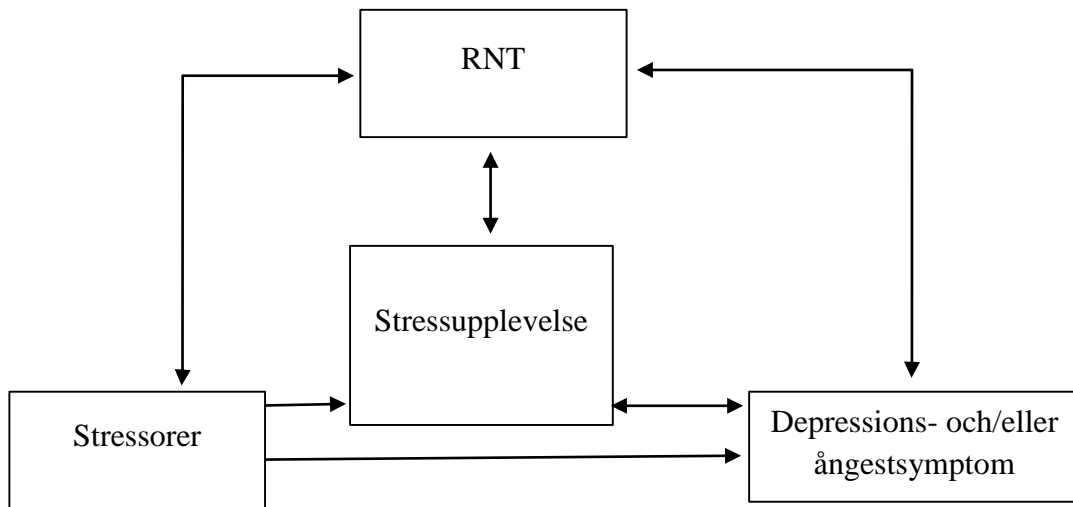 RNT
Stressupplevelse
Stressorer
Depressions- och/eller
ångestsymptom